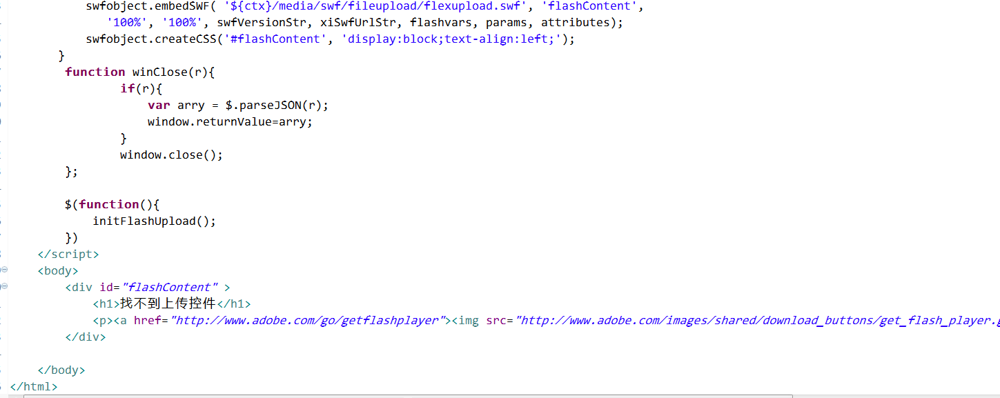 swfobject.embedSWF( '${ctx}/media/swf/fileupload/flexupload.swf', 'flashContent',
'100%', '100%', swfVersionStr, xiSwfUrlStr, flashvars, params, attributes);
swfobject.createCSS('#flashContent', 'display:block;text-align:left;');
}
function winClose(r){
if(r){
var arry = $.parseJSON(r);
window.returnValue=arry;
}
window.close();
};
$(function(){
initFlashUpload();
})
</script>
<body>
<div id="flashContent" >
<h1>找不到上传控件</h1>
<p><a href="http://www.adobe.com/go/getflashplayer"><img src="http://www.adobe.com/images/shared/download_buttons/get_flash_player.g
</div>
</body>
</html>